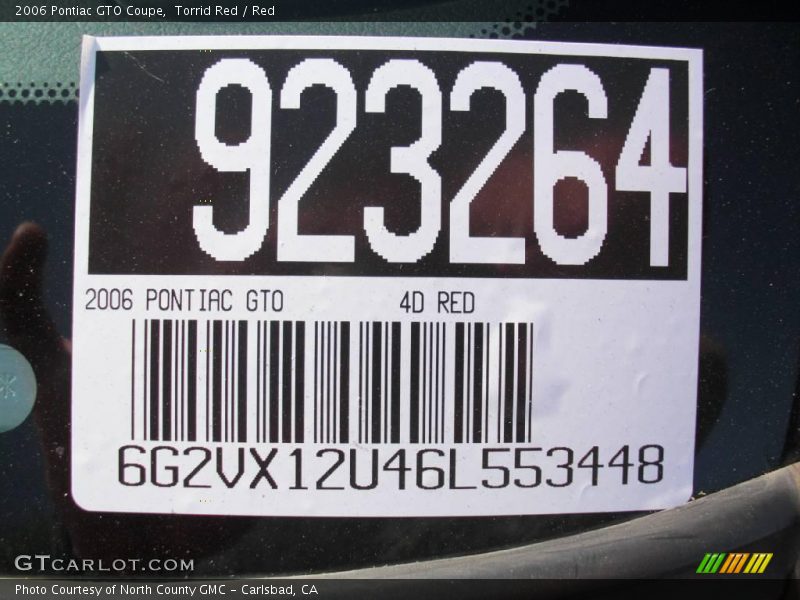 2006 Pontiac GTO Coupe,  Torrid Red / Red
923264
2006 PONTIAC GTO 4D RED
6G2VX12U46L553448
GTCARLOT.COM
Photo Courtesy of North County GMC - Carlsbad, CA